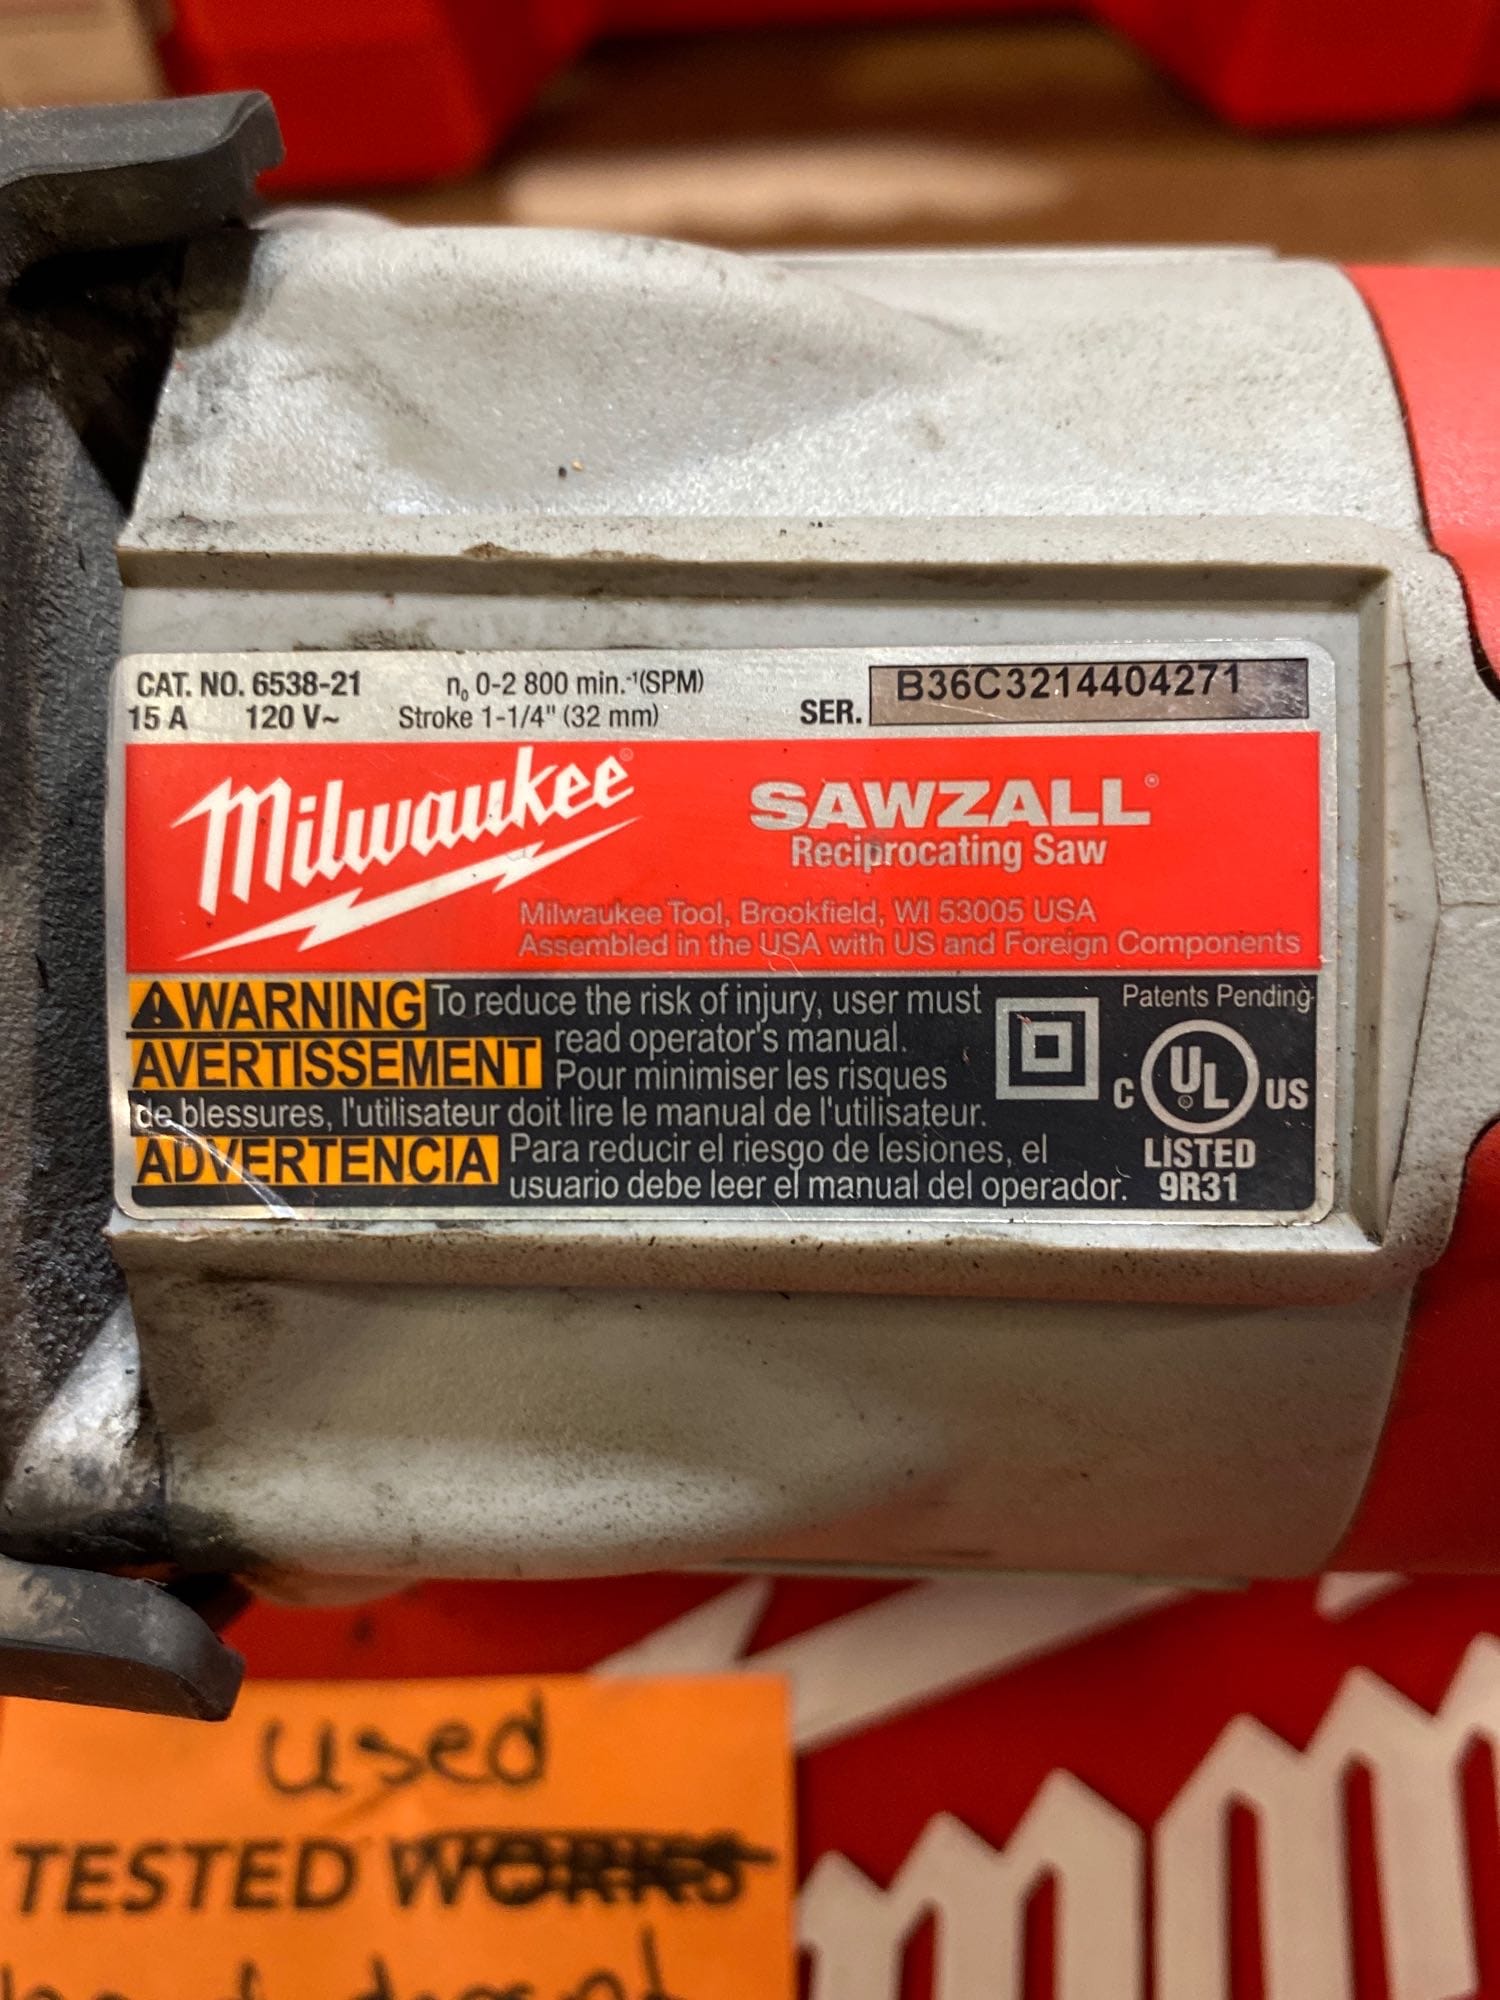 CAT. NO. 6538-21 n₀ 0-2 800 min.⁻¹(SPM)
15 A 120 V~ Stroke 1-1/4" (32 mm)
SER. B36C3214404271
Milwaukee®
SAWZALL®
Reciprocating Saw
Milwaukee Tool, Brookfield, WI 53005 USA
Assembled in the USA with US and Foreign Components
WARNING To reduce the risk of injury, user must
read operator's manual.
AVERTISSEMENT Pour minimiser les risques
de blessures, l'utilisateur doit lire le manual de l'utilisateur.
ADVERTENCIA Para reducir el riesgo de lesiones, el
usuario debe leer el manual del operador.
Patents Pending
C UL US
LISTED
9R31
used
TESTED WORKS